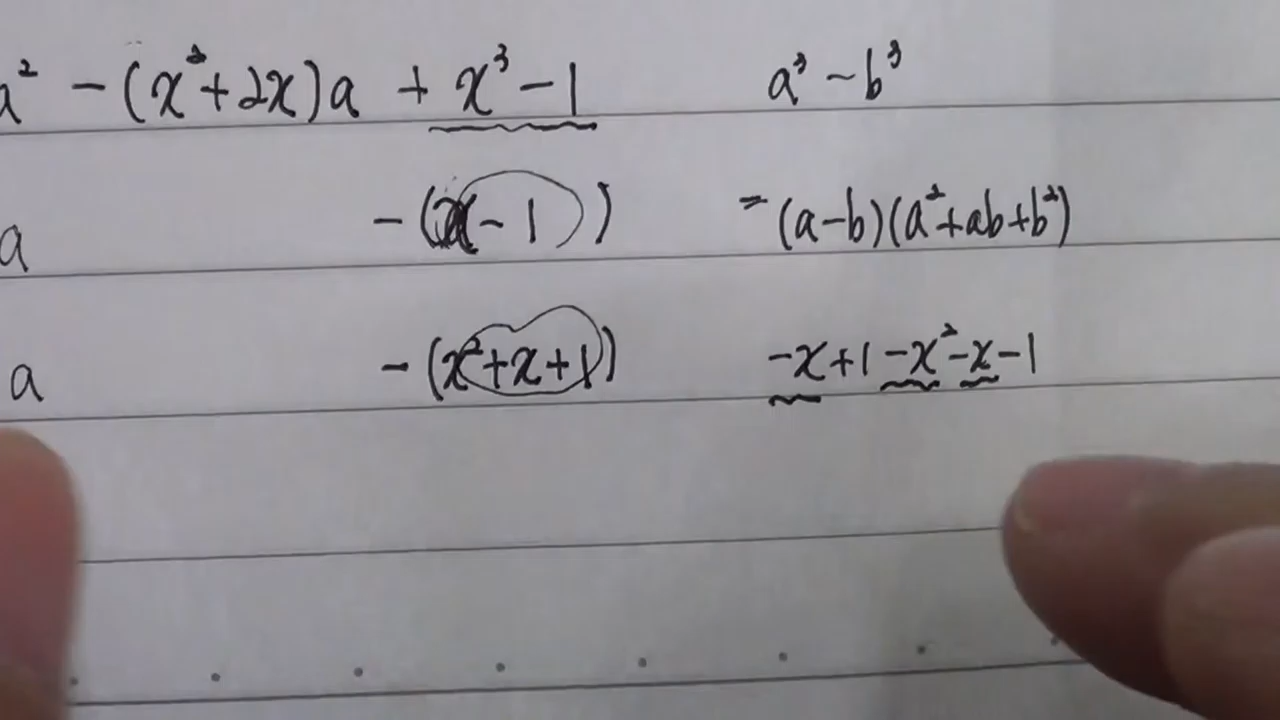 a² - (x²+2x)a + x³ - 1 a³ - b³
a -(x-1) = (a-b)(a²+ab+b²)
a -(x²+x+1) -x+1-x²-x-1